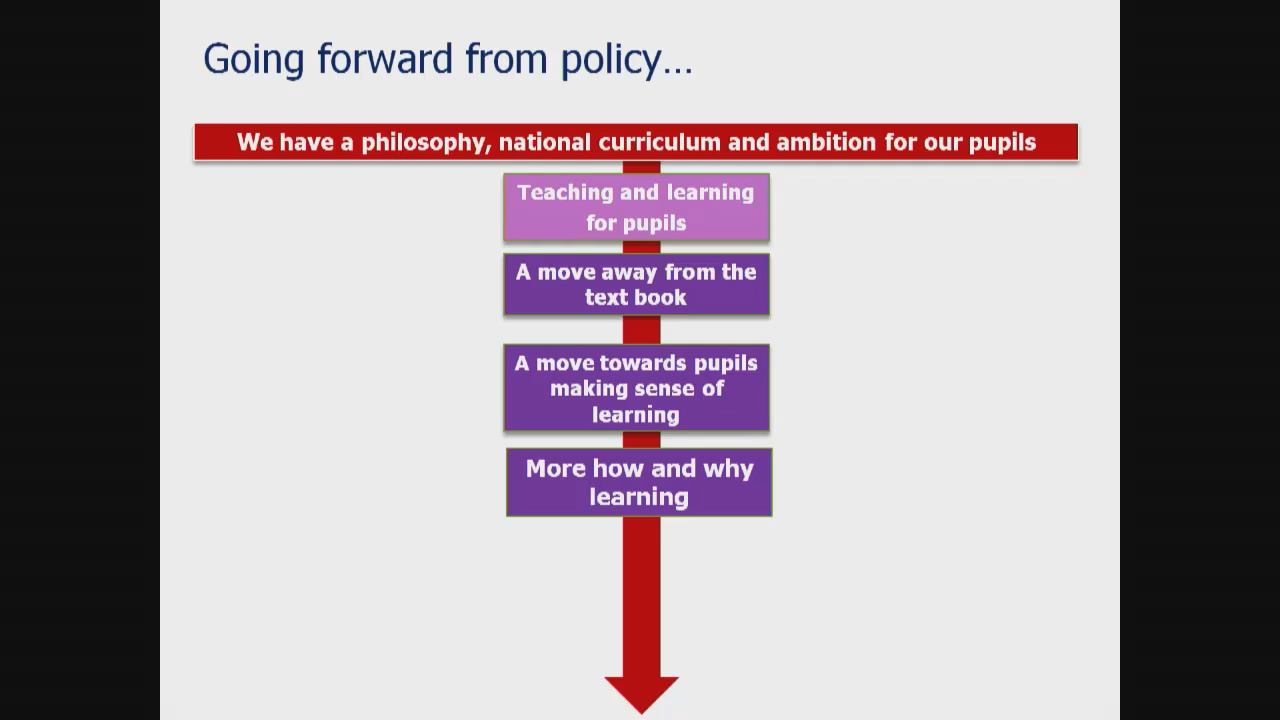 Going forward from policy...
We have a philosophy, national curriculum and ambition for our pupils
Teaching and learning
for pupils
A move away from the
text book
A move towards pupils
making sense of
learning
More how and why
learning